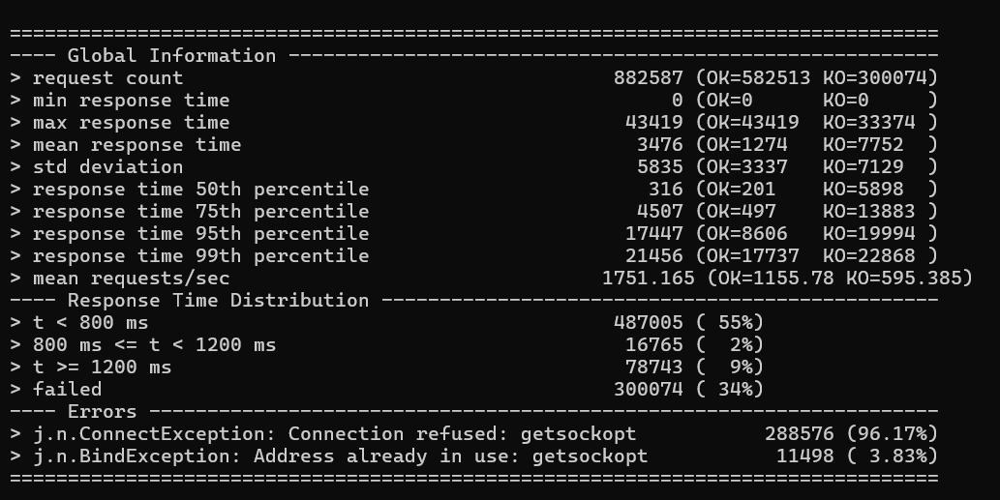 ================================================================================
---- Global Information --------------------------------------------------------
> request count                                     882587 (OK=582513 KO=300074)
> min response time                                      0 (OK=0      KO=0     )
> max response time                                  43419 (OK=43419  KO=33374 )
> mean response time                                  3476 (OK=1274   KO=7752  )
> std deviation                                       5835 (OK=3337   KO=7129  )
> response time 50th percentile                        316 (OK=201    KO=5898  )
> response time 75th percentile                       4507 (OK=497    KO=13883 )
> response time 95th percentile                      17447 (OK=8606   KO=19994 )
> response time 99th percentile                      21456 (OK=17737  KO=22868 )
> mean requests/sec                                1751.165 (OK=1155.78 KO=595.385)
---- Response Time Distribution ------------------------------------------------
> t < 800 ms                                        487005 ( 55%)
> 800 ms <= t < 1200 ms                              16765 (  2%)
> t >= 1200 ms                                       78743 (  9%)
> failed                                            300074 ( 34%)
---- Errors --------------------------------------------------------------------
> j.n.ConnectException: Connection refused: getsockopt           288576 (96.17%)
> j.n.BindException: Address already in use: getsockopt           11498 ( 3.83%)
================================================================================